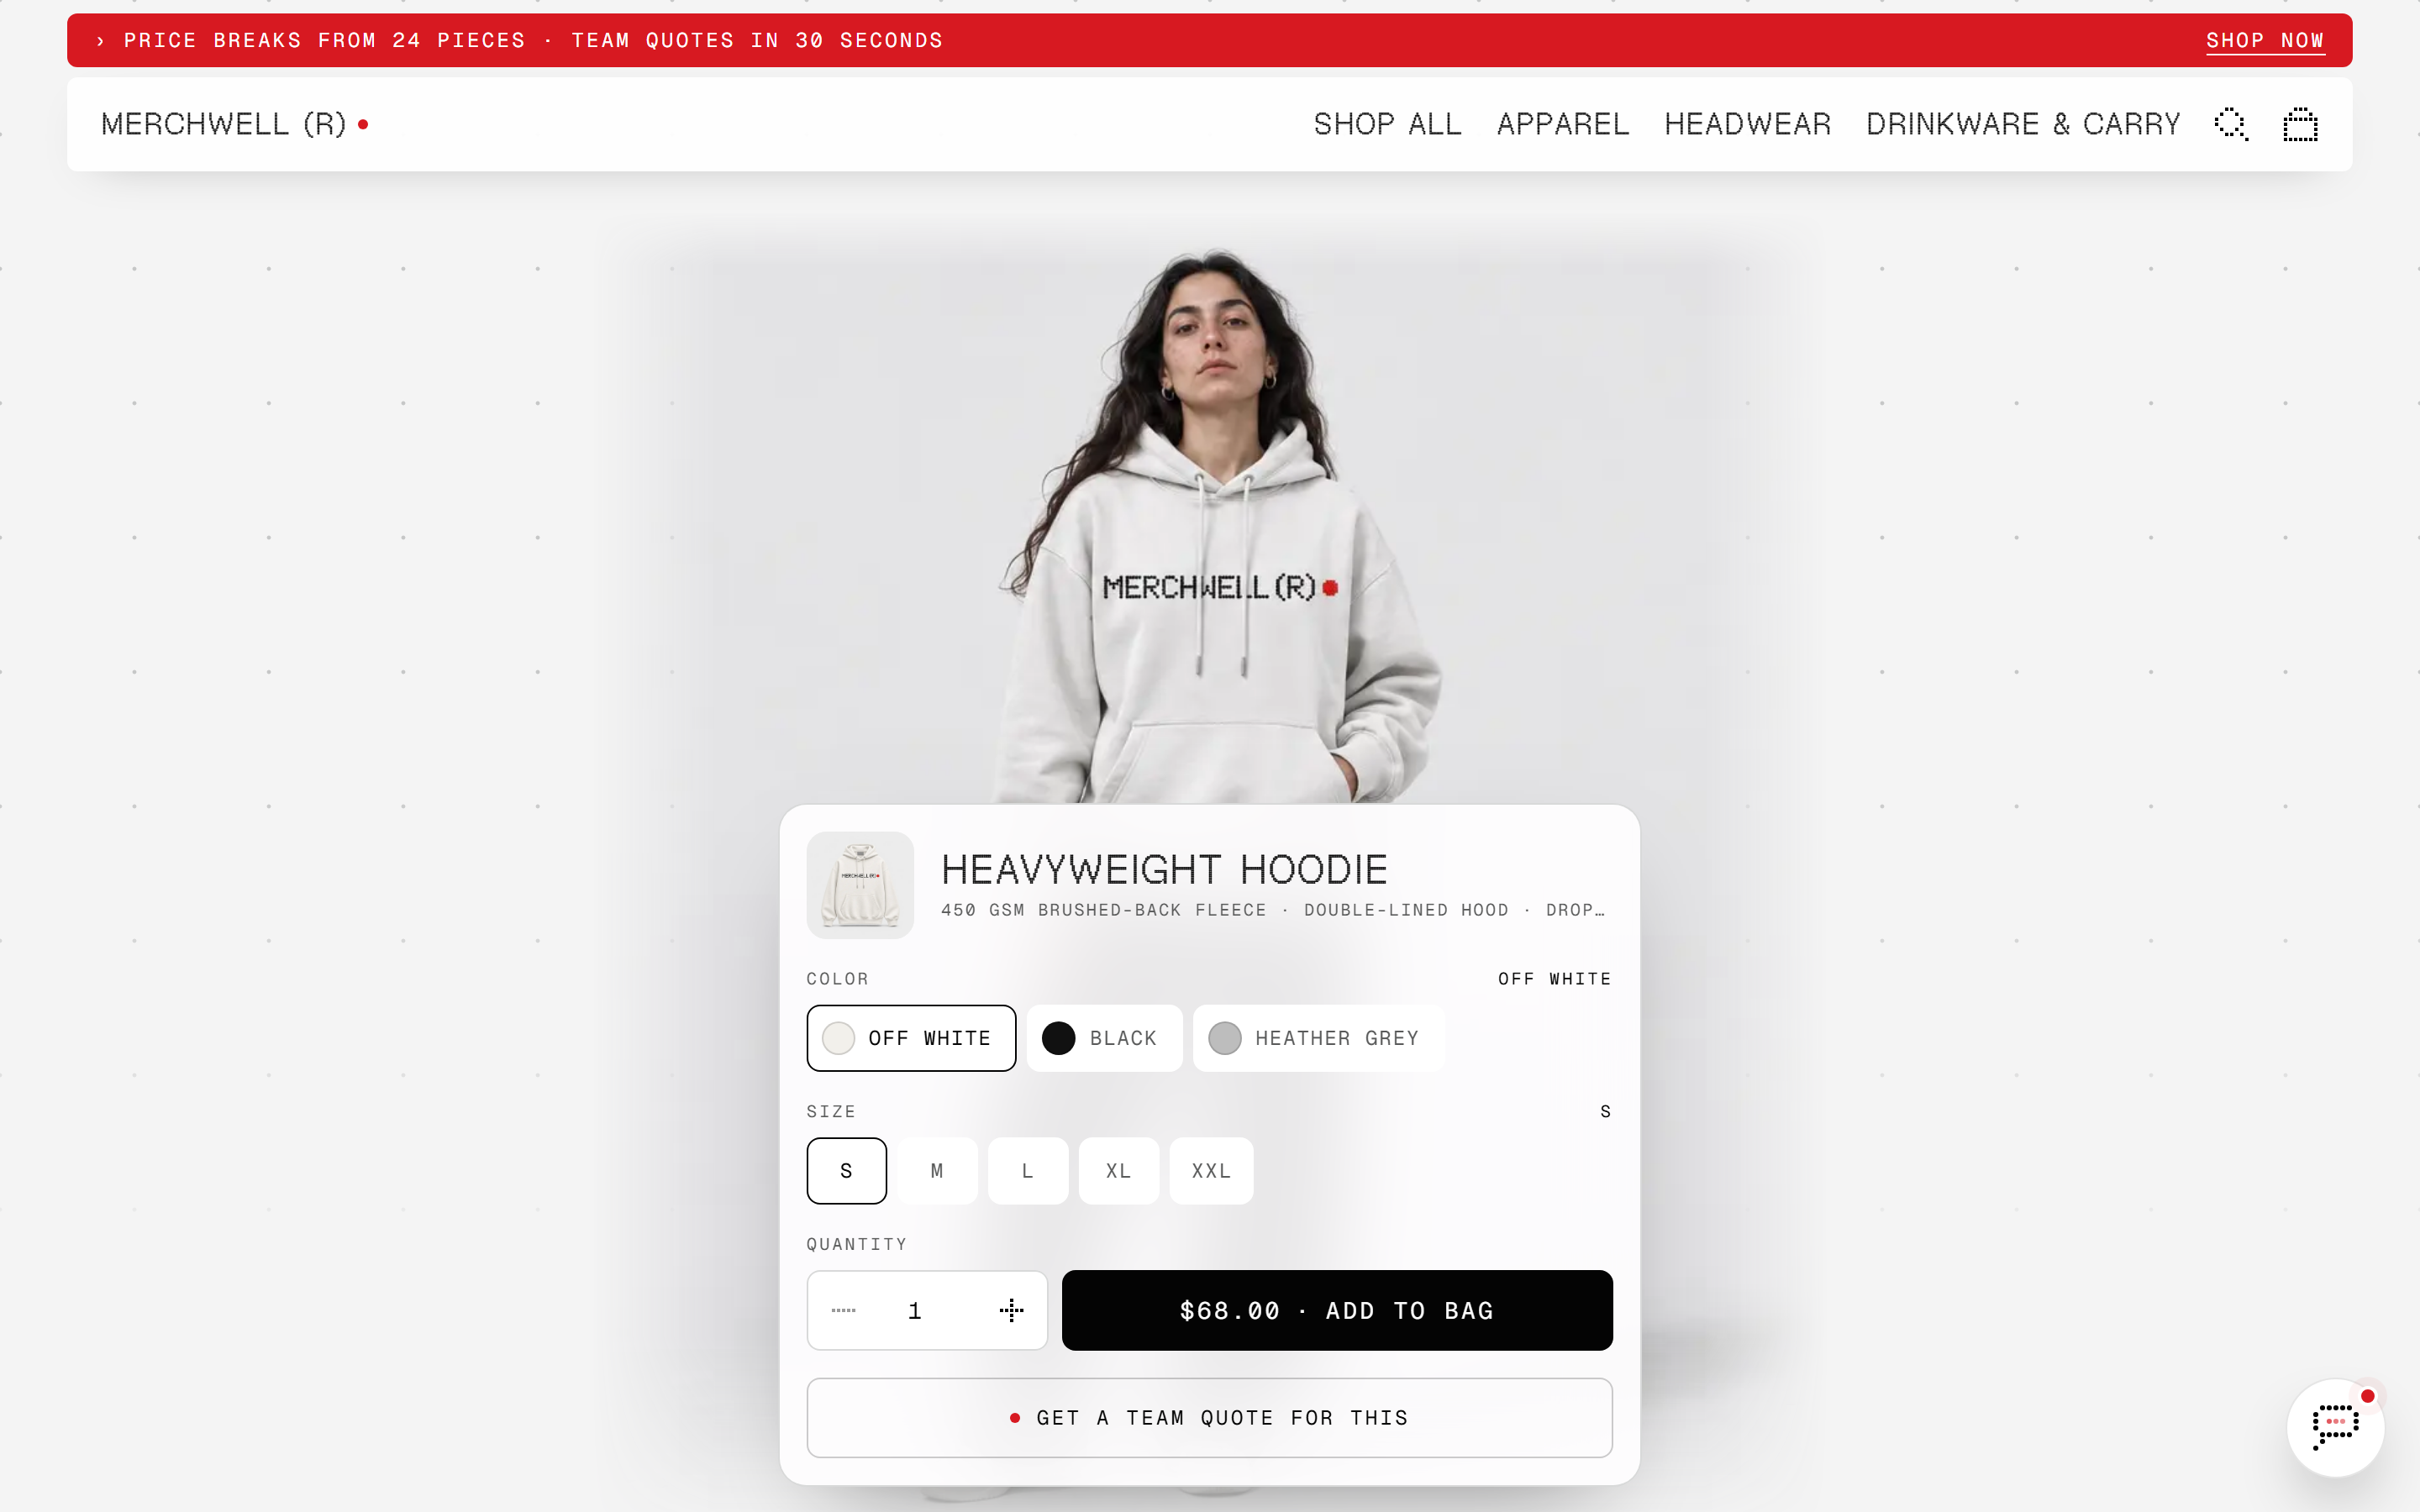 › PRICE BREAKS FROM 24 PIECES · TEAM QUOTES IN 30 SECONDS
SHOP NOW
MERCHWELL (R)
SHOP ALL APPAREL HEADWEAR DRINKWARE & CARRY
MERCHWELL(R)
MERCHWELL(R)
HEAVYWEIGHT HOODIE
450 GSM BRUSHED-BACK FLEECE · DOUBLE-LINED HOOD · DROP…
COLOR
OFF WHITE
OFF WHITE
BLACK
HEATHER GREY
SIZE
S
S
M
L
XL
XXL
QUANTITY
1
$68.00 · ADD TO BAG
GET A TEAM QUOTE FOR THIS